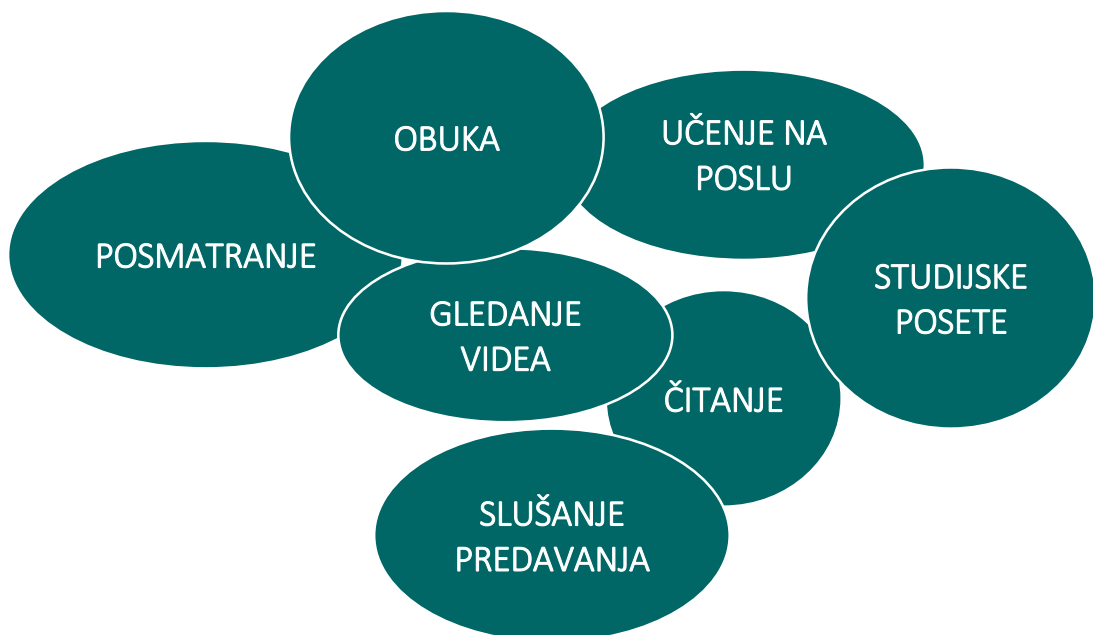 OBUKA
UČENJE NA
POSLU
POSMATRANJE
STUDIJSKE
POSETE
GLEDANJE
VIDEA
ČITANJE
SLUŠANJE
PREDAVANJA